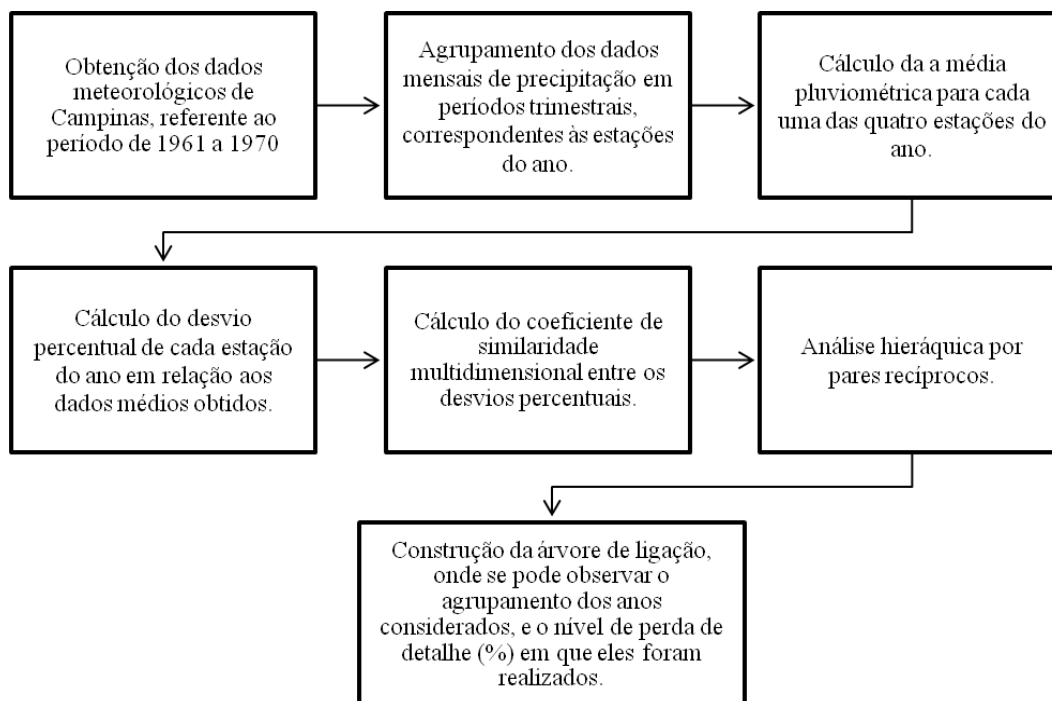 Obtenção dos dados
meteorológicos de
Campinas, referente ao
período de 1961 a 1970
Agrupamento dos dados
mensais de precipitação em
períodos trimestrais,
correspondentes às estações
do ano.
Cálculo da a média
pluviométrica para cada
uma das quatro estações do
ano.
Cálculo do desvio
percentual de cada estação
do ano em relação aos
dados médios obtidos.
Cálculo do coeficiente de
similaridade
multidimensional entre os
desvios percentuais.
Análise hieráquica por
pares recíprocos.
Construção da árvore de ligação,
onde se pode observar o
agrupamento dos anos
considerados, e o nível de perda de
detalhe (%) em que eles foram
realizados.